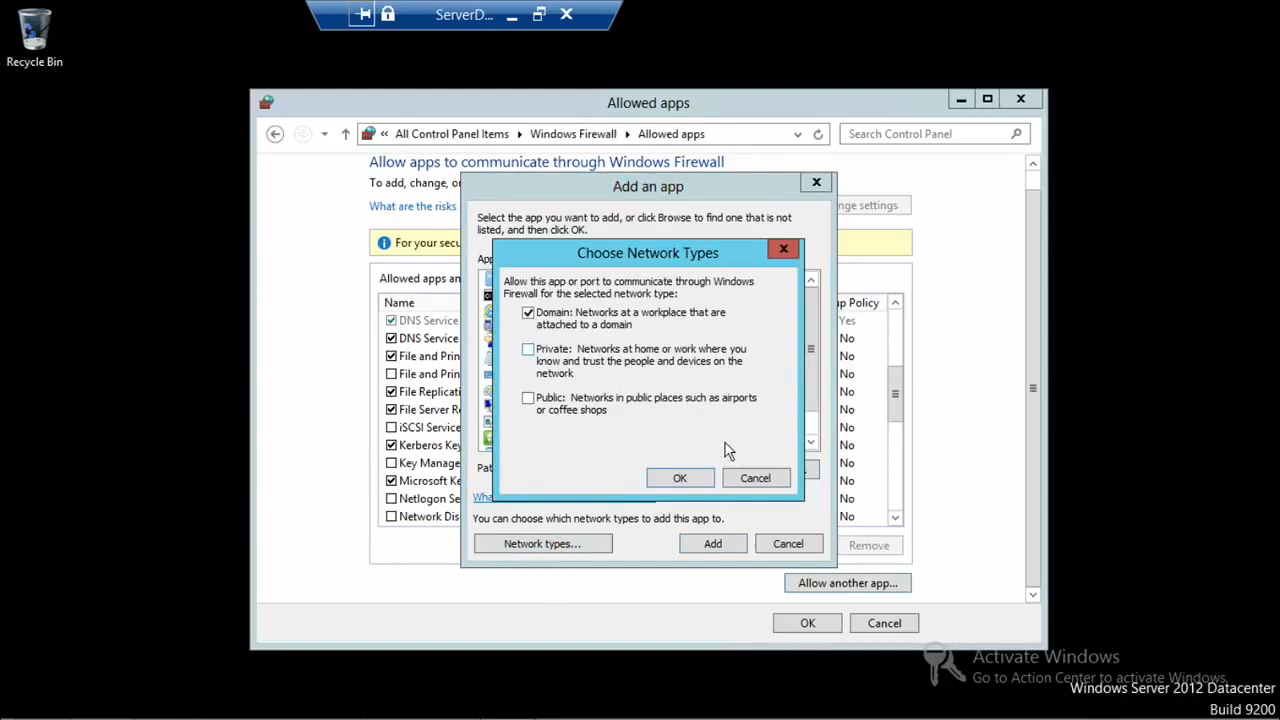 ServerD...
Recycle Bin
Allowed apps
« All Control Panel Items Windows Firewall Allowed apps
Search Control Panel
Allow apps to communicate through Windows Firewall
To add, change, or
What are the risks
nge settings
For your secu
Allowed apps an
Name
up Policy
DNS Service
Yes
DNS Service
No
File and Prin
No
File and Prin
No
File Replicati
No
File Server R
No
iSCSI Service
No
Kerberos Key
No
Key Manage
No
Microsoft Ke
No
Netlogon Se
No
Network Dis
No
Remove
Allow another app...
OK
Cancel
Add an app
Select the app you want to add, or click Browse to find one that is not
listed, and then click OK.
App
Path
Wha
You can choose which network types to add this app to.
Network types...
Add
Cancel
Choose Network Types
Allow this app or port to communicate through Windows
Firewall for the selected network type:
Domain: Networks at a workplace that are
attached to a domain
Private: Networks at home or work where you
know and trust the people and devices on the
network
Public: Networks in public places such as airports
or coffee shops
OK
Cancel
Activate Windows
Go to Action Center to activate Windows.
Windows Server 2012 Datacenter
Build 9200